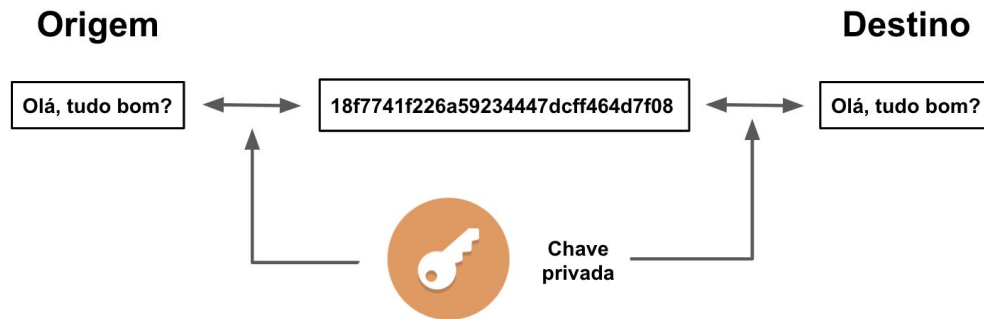 Origem
Destino
Olá, tudo bom?
18f7741f226a59234447dcff464d7f08
Olá, tudo bom?
Chave
privada